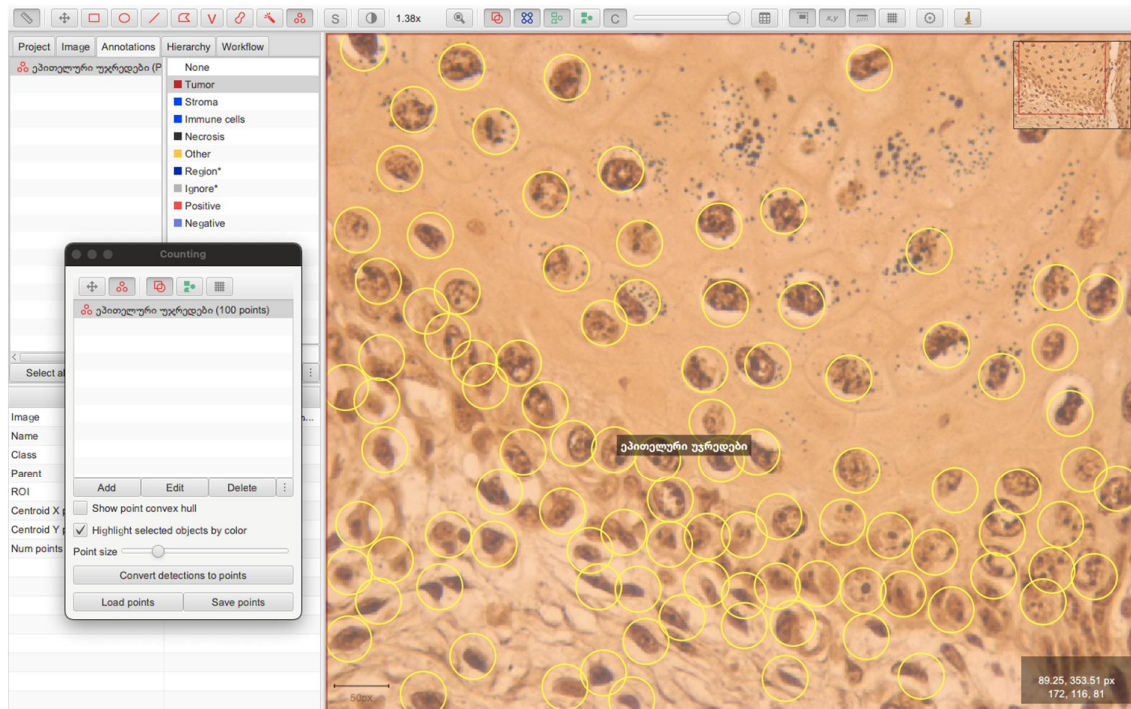 S
1.38x
C
x,y
μm
Project Image Annotations Hierarchy Workflow
ეპითელური უჯრედები (P
None
Tumor
Stroma
Immune cells
Necrosis
Other
Region*
Ignore*
Positive
Negative
Counting
ეპითელური უჯრედები (100 points)
Select al
Image
Name
Class
Parent
ROI
Centroid X p
Centroid Y p
Num points
Add Edit Delete
Show point convex hull
Highlight selected objects by color
Point size
Convert detections to points
Load points Save points
ეპითელური უჯრედები
50px
89.25, 353.51 px
172, 116, 81